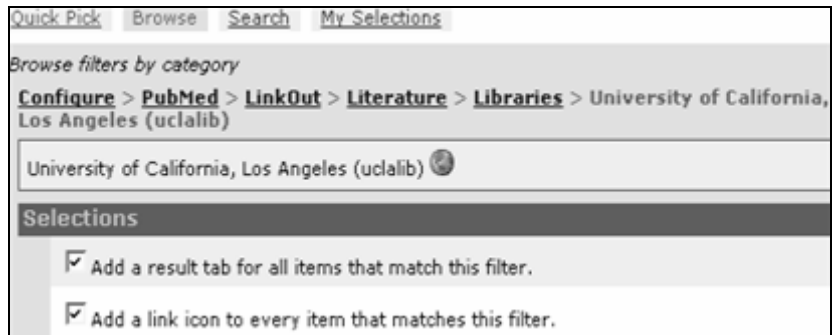 Quick Pick Browse Search My Selections
Browse filters by category
Configure > PubMed > LinkOut > Literature > Libraries > University of California,
Los Angeles (uclalib)
University of California, Los Angeles (uclalib)
Selections
Add a result tab for all items that match this filter.
Add a link icon to every item that matches this filter.